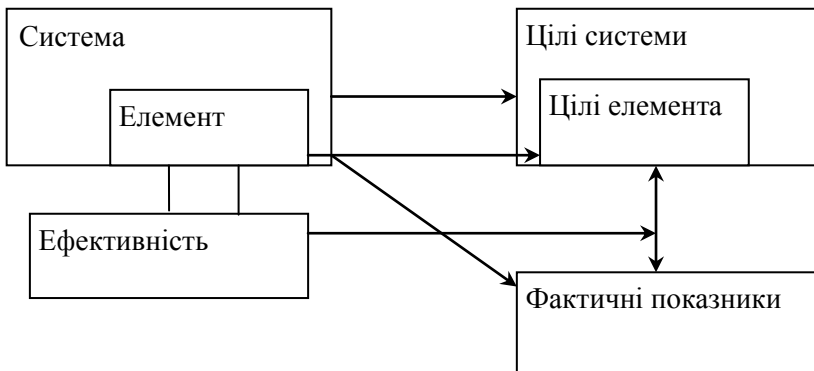 Система
Цілі системи
Елемент
Цілі елемента
Ефективність
Фактичні показники